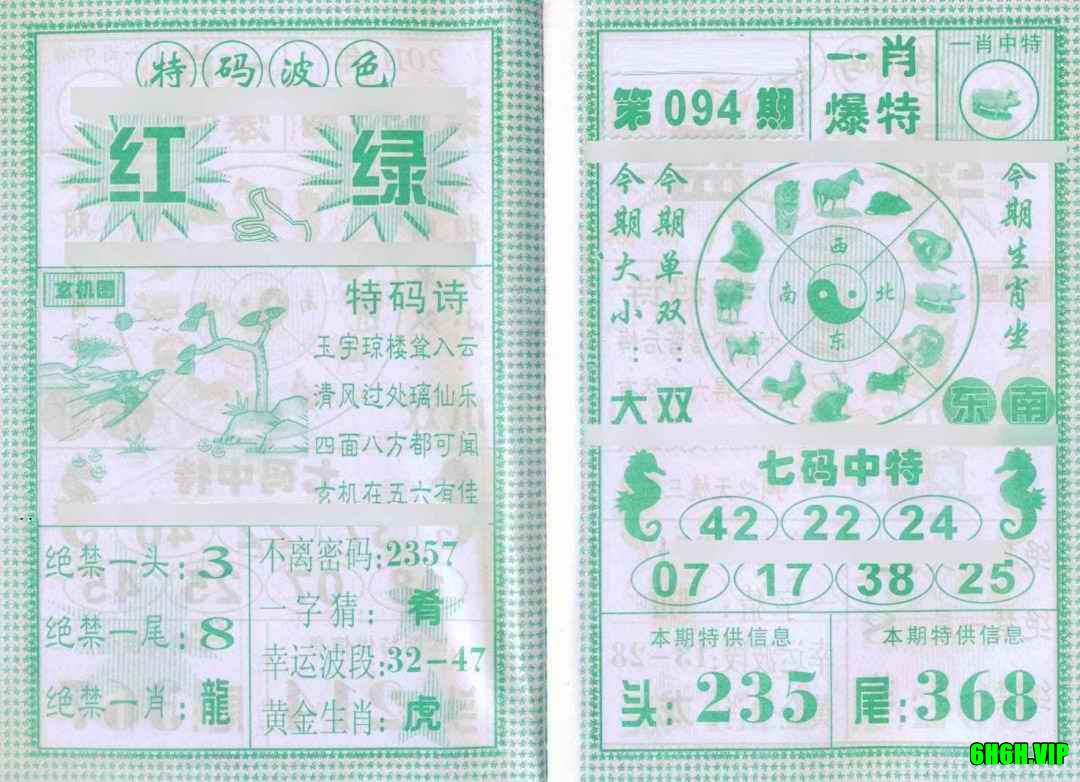 特码波色
红 绿
玄机图
特码诗
玉宇琼楼耸入云
清风过处璃仙乐
四面八方都可闻
玄机在五六有佳
绝禁一头:3
绝禁一尾:8
绝禁一肖:龍
不离密码:2357
一字猜:肴
幸运波段:32-47
黄金生肖:虎
第094期
一肖
爆特
一肖中特
今期大小:大
今期单双:双
西
南 北
东
今期生肖坐
东南
七码中特
42 22 24
07 17 38 25
本期特供信息
头:235
本期特供信息
尾:368
6H6H.VIP